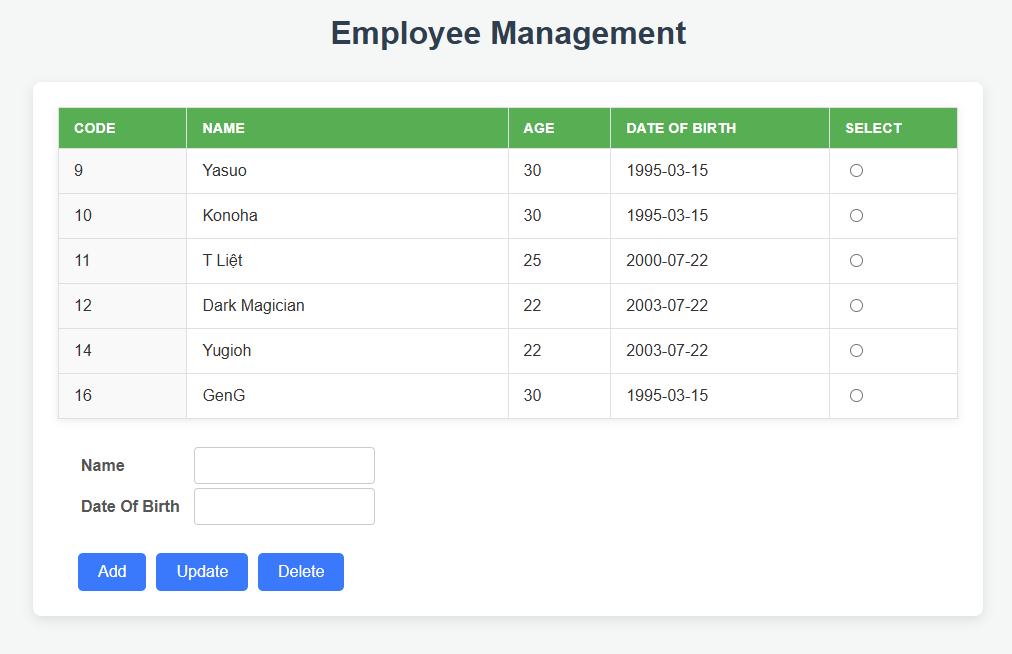 Employee Management
CODE NAME AGE DATE OF BIRTH SELECT
9 Yasuo 30 1995-03-15
10 Konoha 30 1995-03-15
11 T Liệt 25 2000-07-22
12 Dark Magician 22 2003-07-22
14 Yugioh 22 2003-07-22
16 GenG 30 1995-03-15
Name
Date Of Birth
Add Update Delete